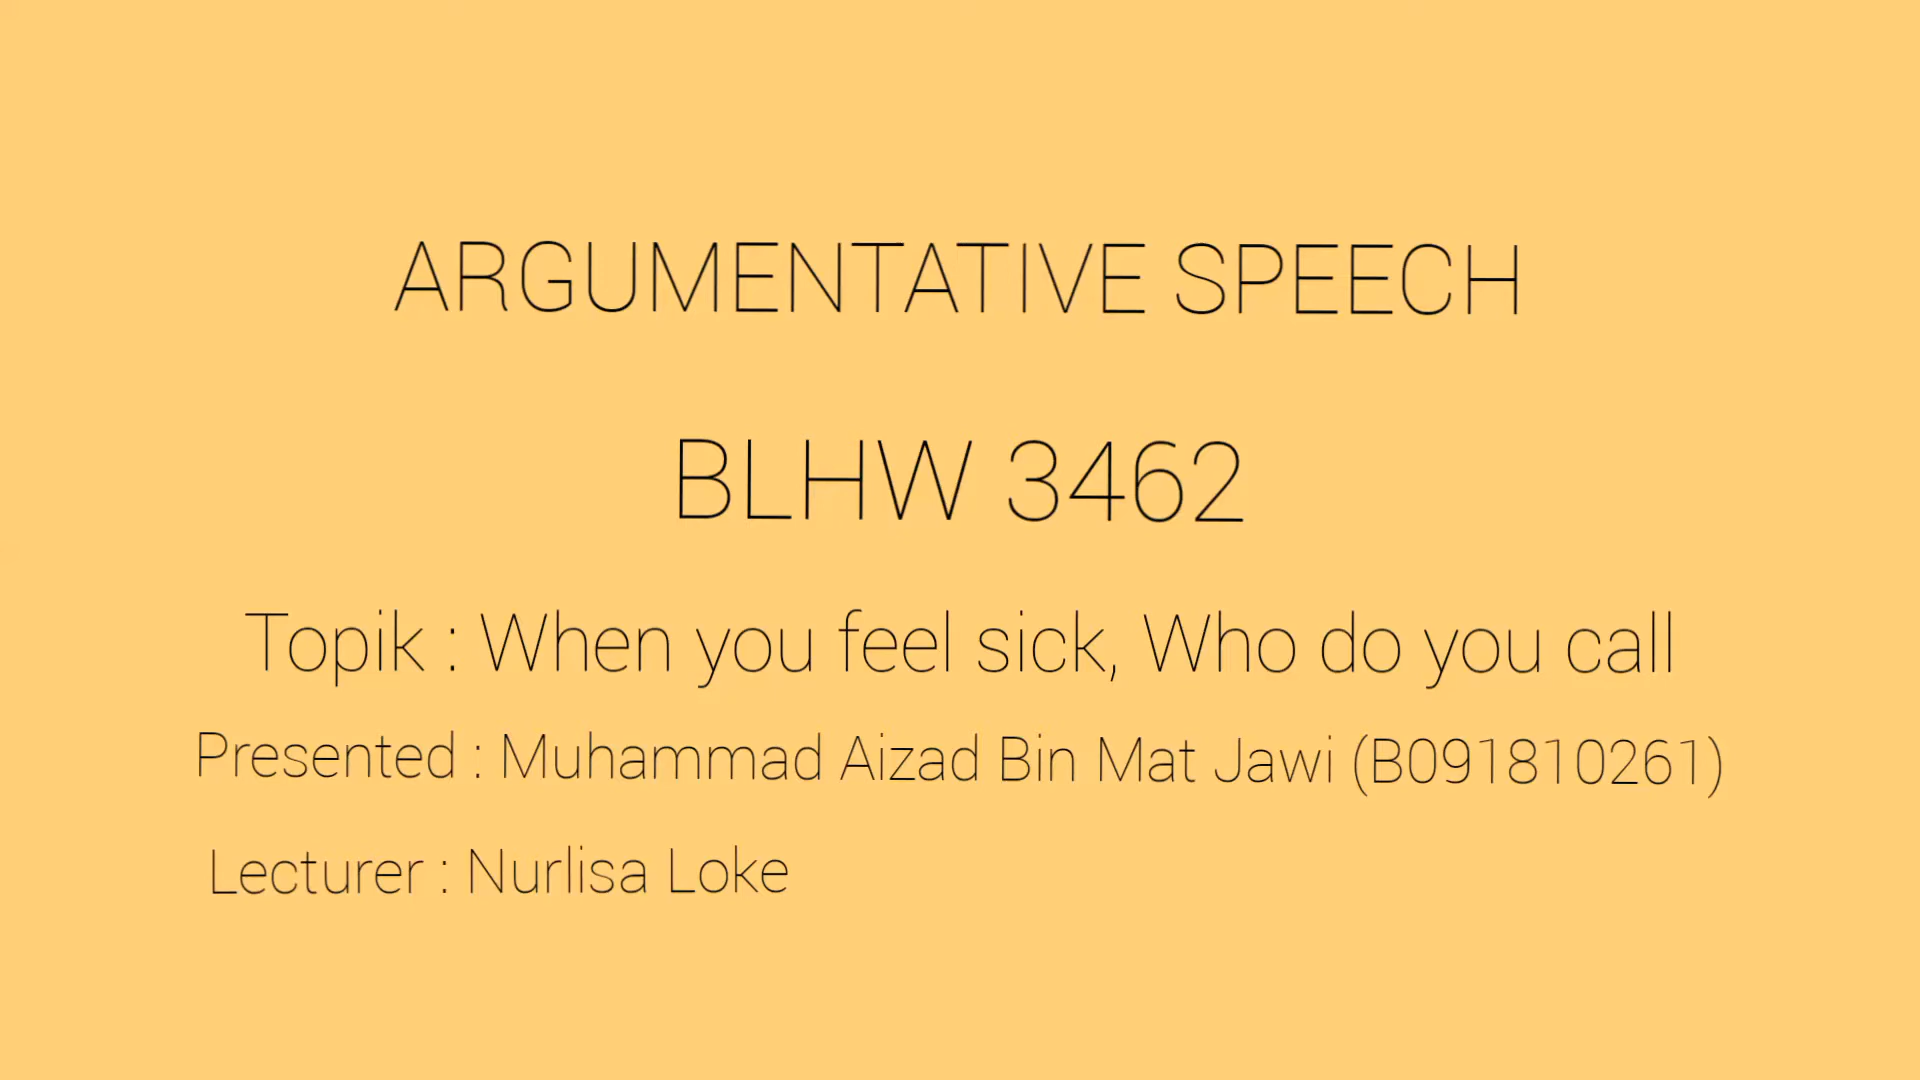 ARGUMENTATIVE SPEECH
BLHW 3462
Topik : When you feel sick, Who do you call
Presented : Muhammad Aizad Bin Mat Jawi (B091810261)
Lecturer : Nurlisa Loke